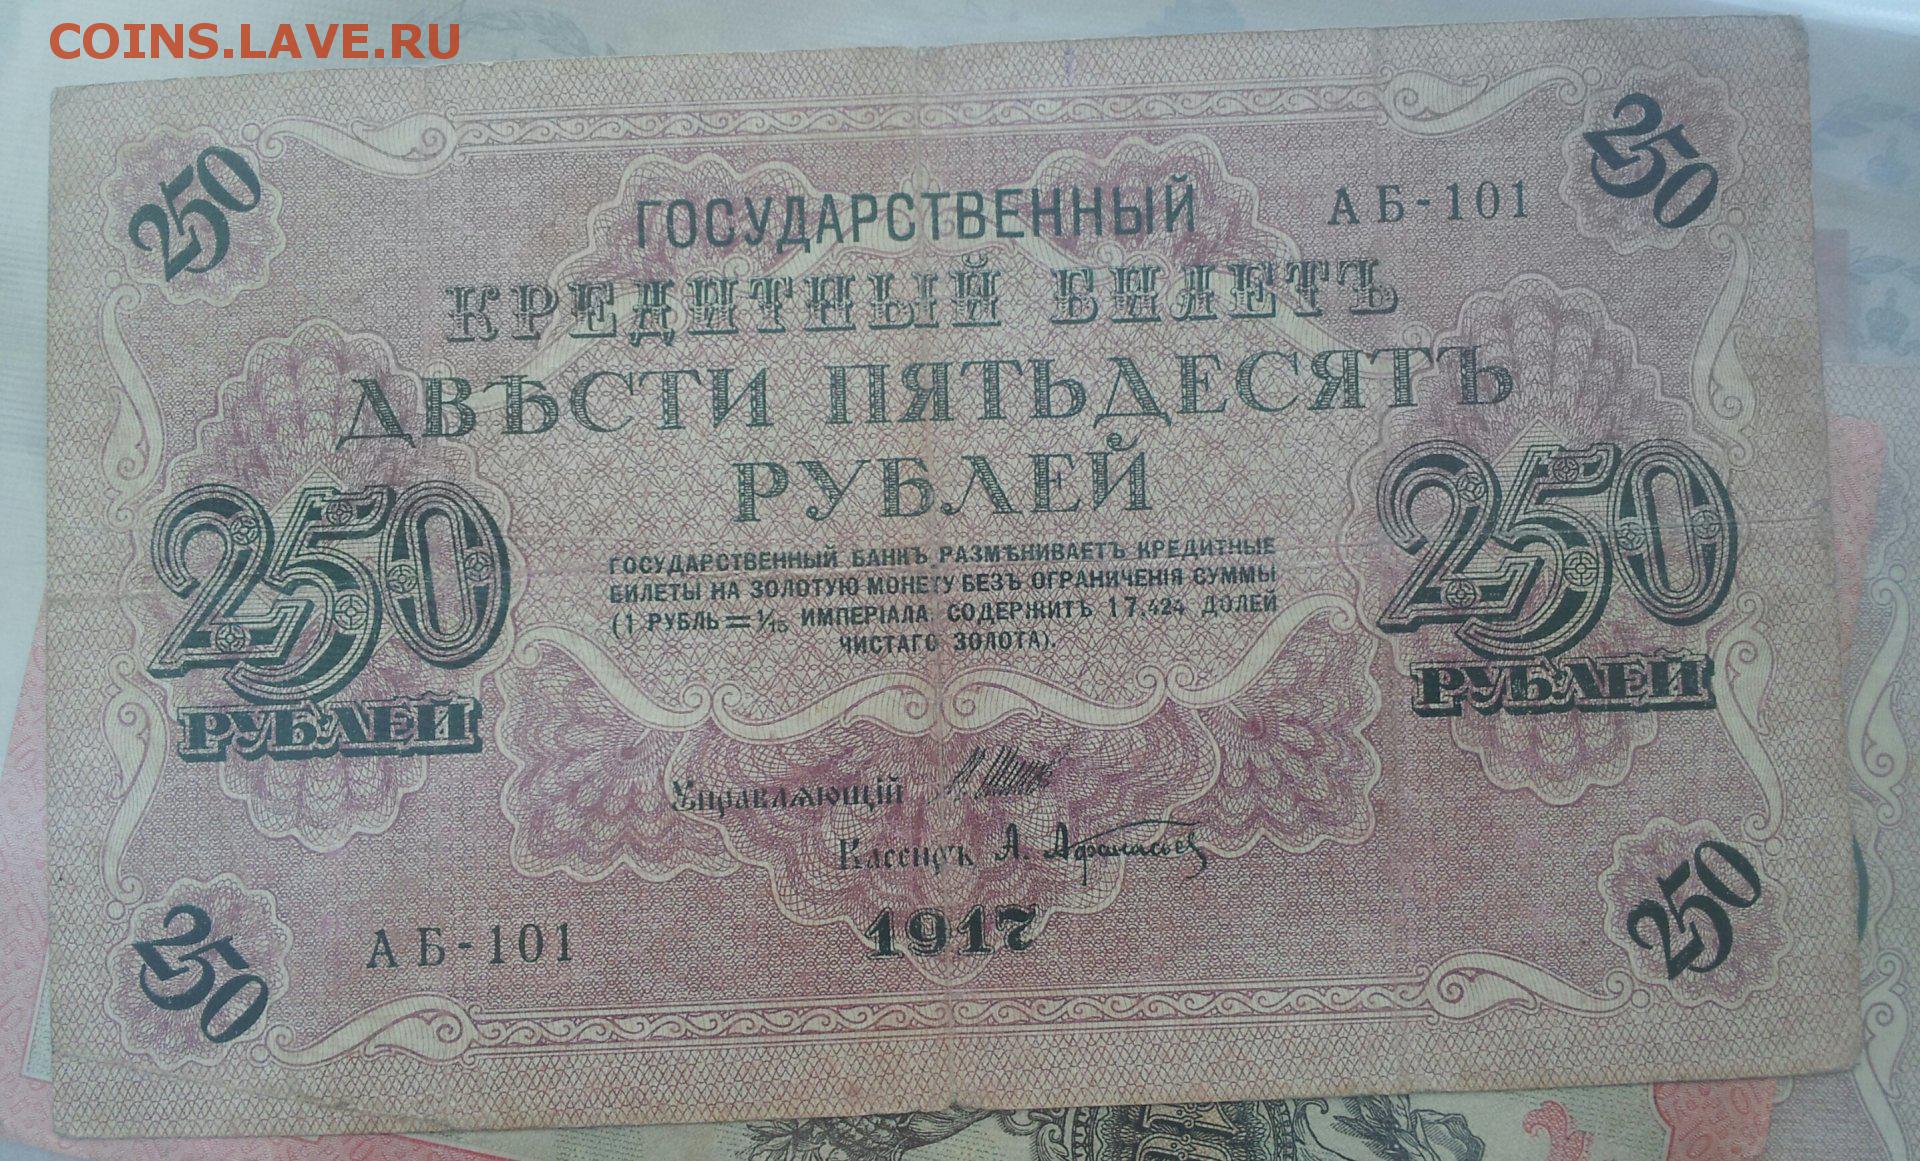 COINS.LAVE.RU
250
250
ГОСУДАРСТВЕННЫЙ
АБ-101
КРЕДИТНЫЙ БИЛЕТЪ
ДВѢСТИ ПЯТЬДЕСЯТЪ
РУБЛЕЙ
250
РУБЛЕЙ
250
РУБЛЕЙ
ГОСУДАРСТВЕННЫЙ БАНКЪ РАЗМѢНИВАЕТЪ КРЕДИТНЫЕ
БИЛЕТЫ НА ЗОЛОТУЮ МОНЕТУ БЕЗЪ ОГРАНИЧЕНІЯ СУММЫ
(1 РУБЛЬ = 1/15 ИМПЕРІАЛА СОДЕРЖИТЪ 17,424 ДОЛЕЙ
ЧИСТАГО ЗОЛОТА).
Управляющій
Кассиръ А. Афанасьев
АБ-101
1917
250
250